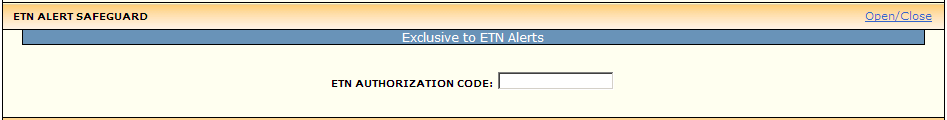 ETN ALERT SAFEGUARD Open/Close
Exclusive to ETN Alerts
ETN AUTHORIZATION CODE: